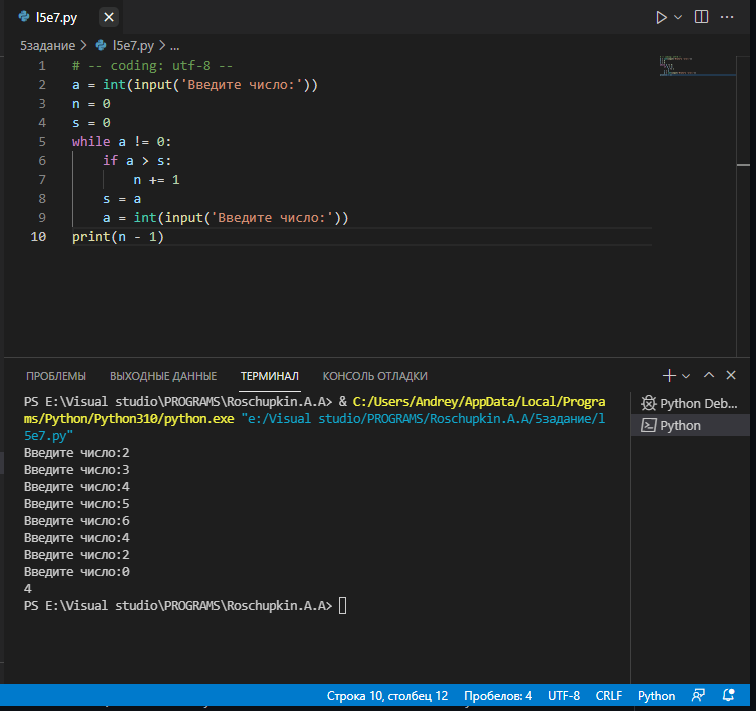 l5e7.py
5задание > l5e7.py > ...
1 # -- coding: utf-8 --
2 a = int(input('Введите число:'))
3 n = 0
4 s = 0
5 while a != 0:
6 if a > s:
7 n += 1
8 s = a
9 a = int(input('Введите число:'))
10 print(n - 1)
ПРОБЛЕМЫ ВЫХОДНЫЕ ДАННЫЕ ТЕРМИНАЛ КОНСОЛЬ ОТЛАДКИ
PS E:\Visual studio\PROGRAMS\Roschupkin.A.A> & C:/Users/Andrey/AppData/Local/Progra
ms/Python/Python310/python.exe "e:/Visual studio/PROGRAMS/Roschupkin.A.A/5задание/l
5e7.py"
Введите число:2
Введите число:3
Введите число:4
Введите число:5
Введите число:6
Введите число:4
Введите число:2
Введите число:0
4
PS E:\Visual studio\PROGRAMS\Roschupkin.A.A>
Python Deb...
Python
Строка 10, столбец 12 Пробелов: 4 UTF-8 CRLF Python